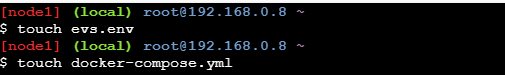 [node1] (local) root@192.168.0.8 ~
$ touch evs.env
[node1] (local) root@192.168.0.8 ~
$ touch docker-compose.yml